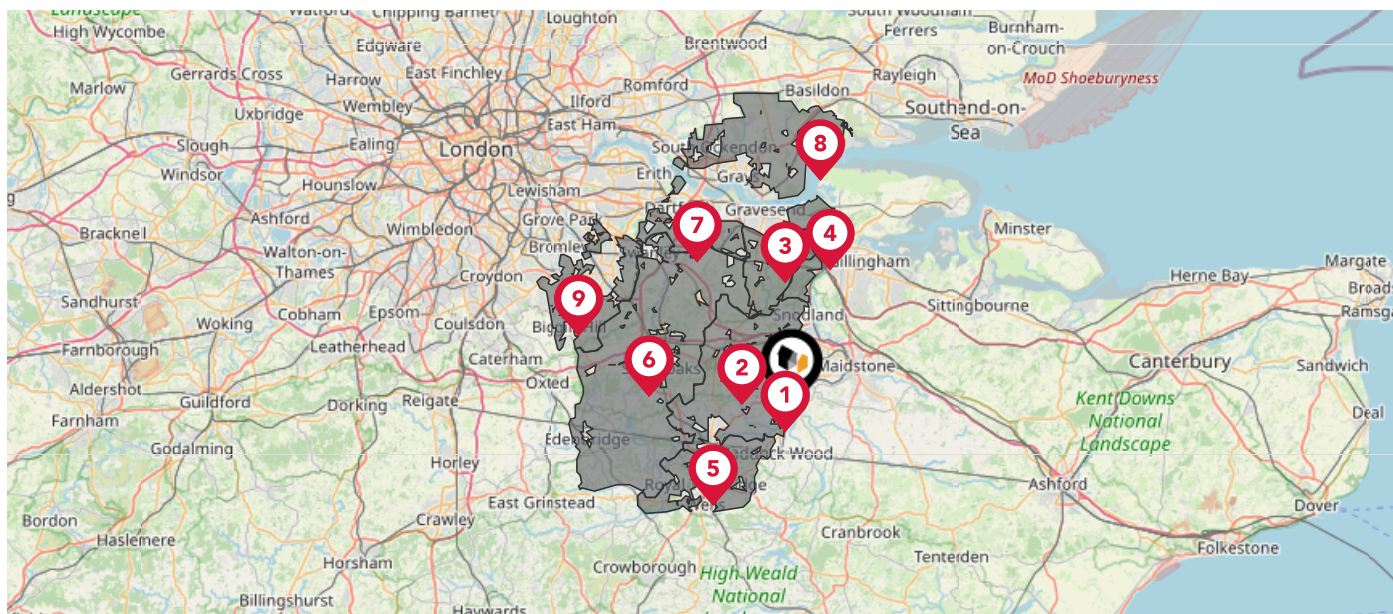 Landscape
High Wycombe
Watford
Chipping Barnet
Loughton
South Woodham
Ferrers
Burnham-
on-Crouch
Edgware
Brentwood
Gerrards Cross
Harrow
East Finchley
Romford
Rayleigh
MoD Shoeburyness
Marlow
Wembley
Ilford
Basildon
Southend-on-
Sea
Uxbridge
East Ham
Slough
Ealing
London
8
Windsor
Erith
Grays
Hounslow
Lewisham
Ashford
Grove Park
Gravesend
Bracknell
Wimbledon
7
4
Minster
Walton-on-
Thames
Bromley
3
Croydon
Herne Bay
Margate
Sandhurst
Cobham
Epsom
9
Sittingbourne
Woking
Coulsdon
Snodland
Farnborough
Leatherhead
Caterham
6
2
Maidstone
Canterbury
Sandwich
Aldershot
Oxted
1
Guildford
Dorking
Reigate
Kent Downs
National
Landscape
Farnham
Deal
Godalming
Edenbridge
Horley
5
East Grinstead
Ashford
Bordon
Crawley
Dover
Haslemere
Cranbrook
Folkestone
Horsham
Crowborough
Tenterden
High Weald
National
Billingshurst
Haywards